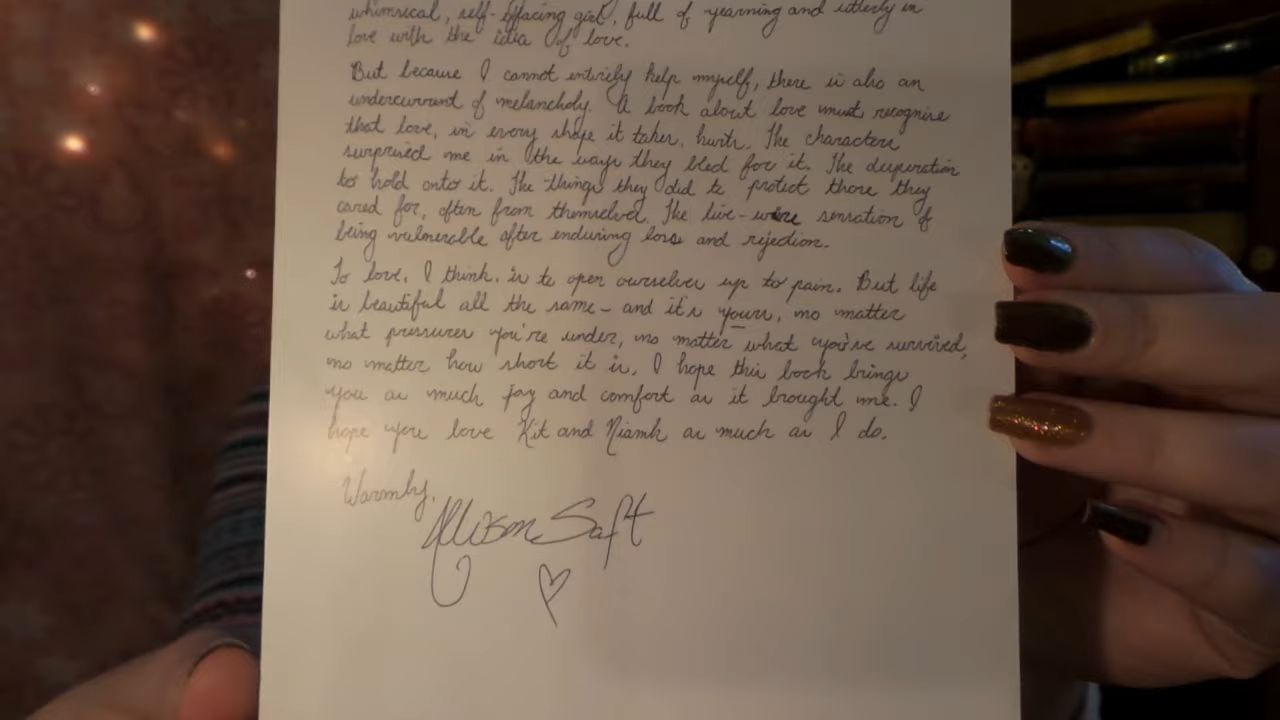 whimsical, self-effacing girl, full of yearning and utterly in
love with the idea of love.
But because I cannot entirely help myself, there is also an
undercurrent of melancholy. A book about love must recognize
that love, in every shape it takes, hurts. The characters
surprised me in the ways they bled for it. The desperation
to hold onto it. The things they did to protect those they
cared for, often from themselves. The live-wire sensation of
being vulnerable after enduring loss and rejection.
To love, I think, is to open ourselves up to pain. But life
is beautiful all the same - and it's yours, no matter
what pressures you're under, no matter what you've survived,
no matter how short it is. I hope this book brings
you as much joy and comfort as it brought me. I
hope you love Kit and Niamh as much as I do.
Warmly,
Allison Saft